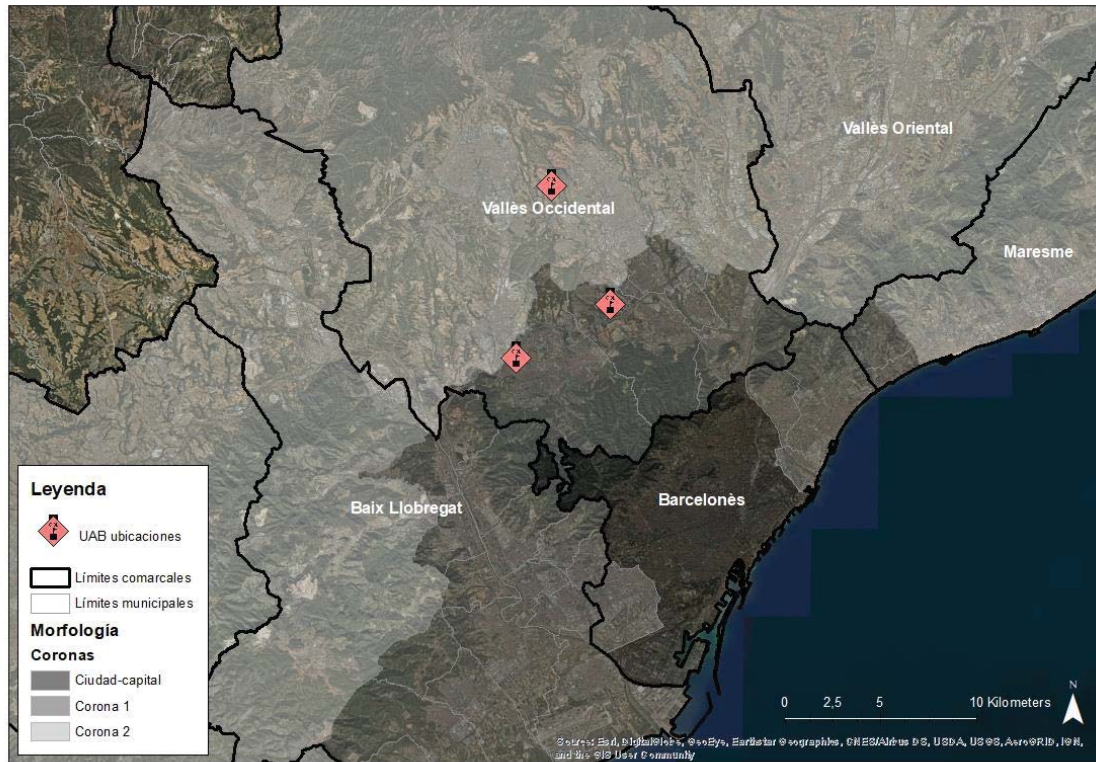 Vallès Oriental
Vallès Occidental
Maresme
Baix Llobregat
Barcelonès
Leyenda
UAB ubicaciones
Límites comarcales
Límites municipales
Morfología
Coronas
Ciudad-capital
Corona 1
Corona 2
0 5 10 Kilometers
N
Source: Esri, DigitalGlobe, GeoEye, Earthstar Geographics, CNES/Airbus DS, USDA, USGS, AeroGRID, IGN,
and the GIS User Community